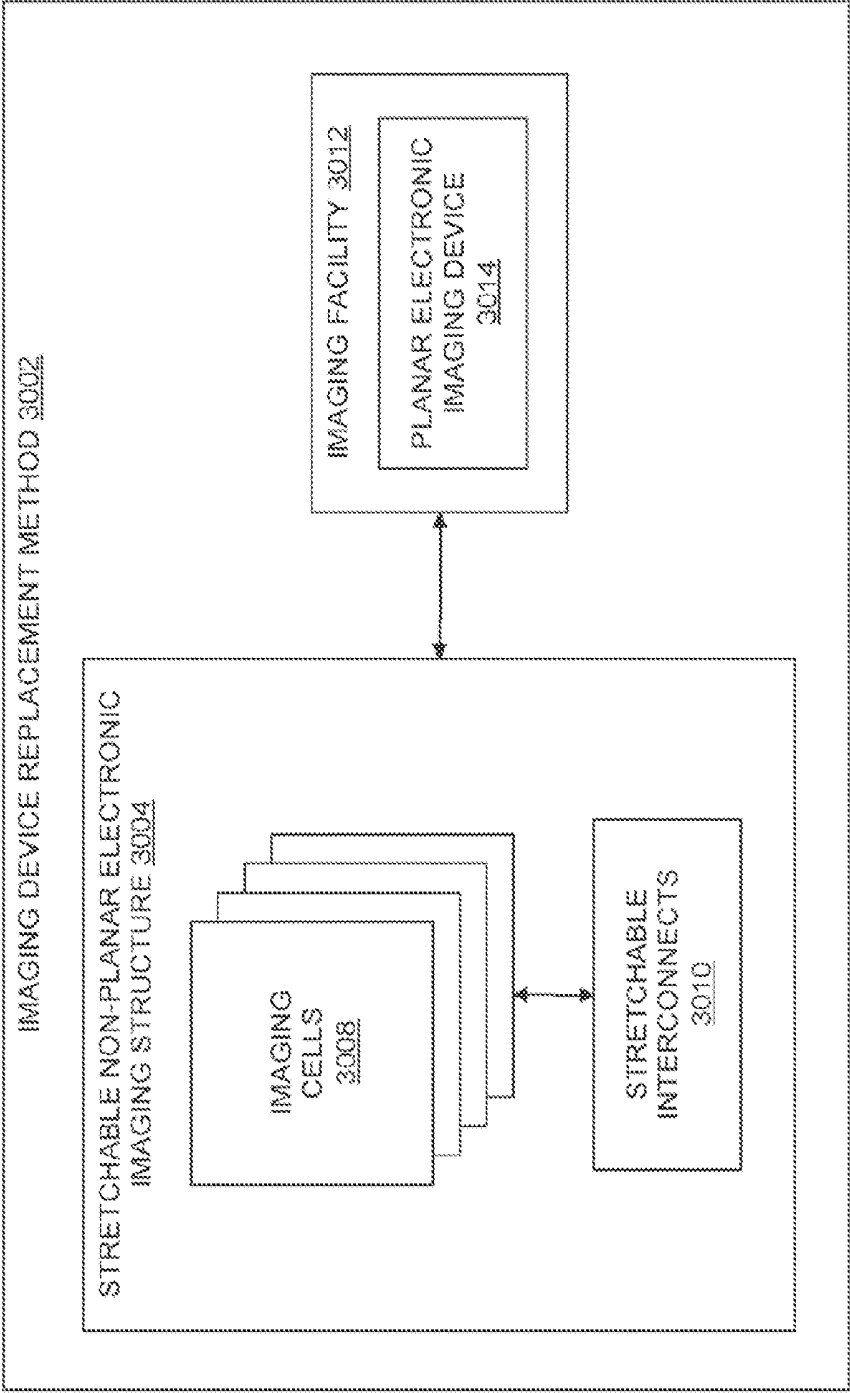 IMAGING DEVICE REPLACEMENT METHOD 3002
STRETCHABLE NON-PLANAR ELECTRONIC
IMAGING STRUCTURE 3004
IMAGING
CELLS
3008
STRETCHABLE
INTERCONNECTS
3010
IMAGING FACILITY 3012
PLANAR ELECTRONIC
IMAGING DEVICE
3014